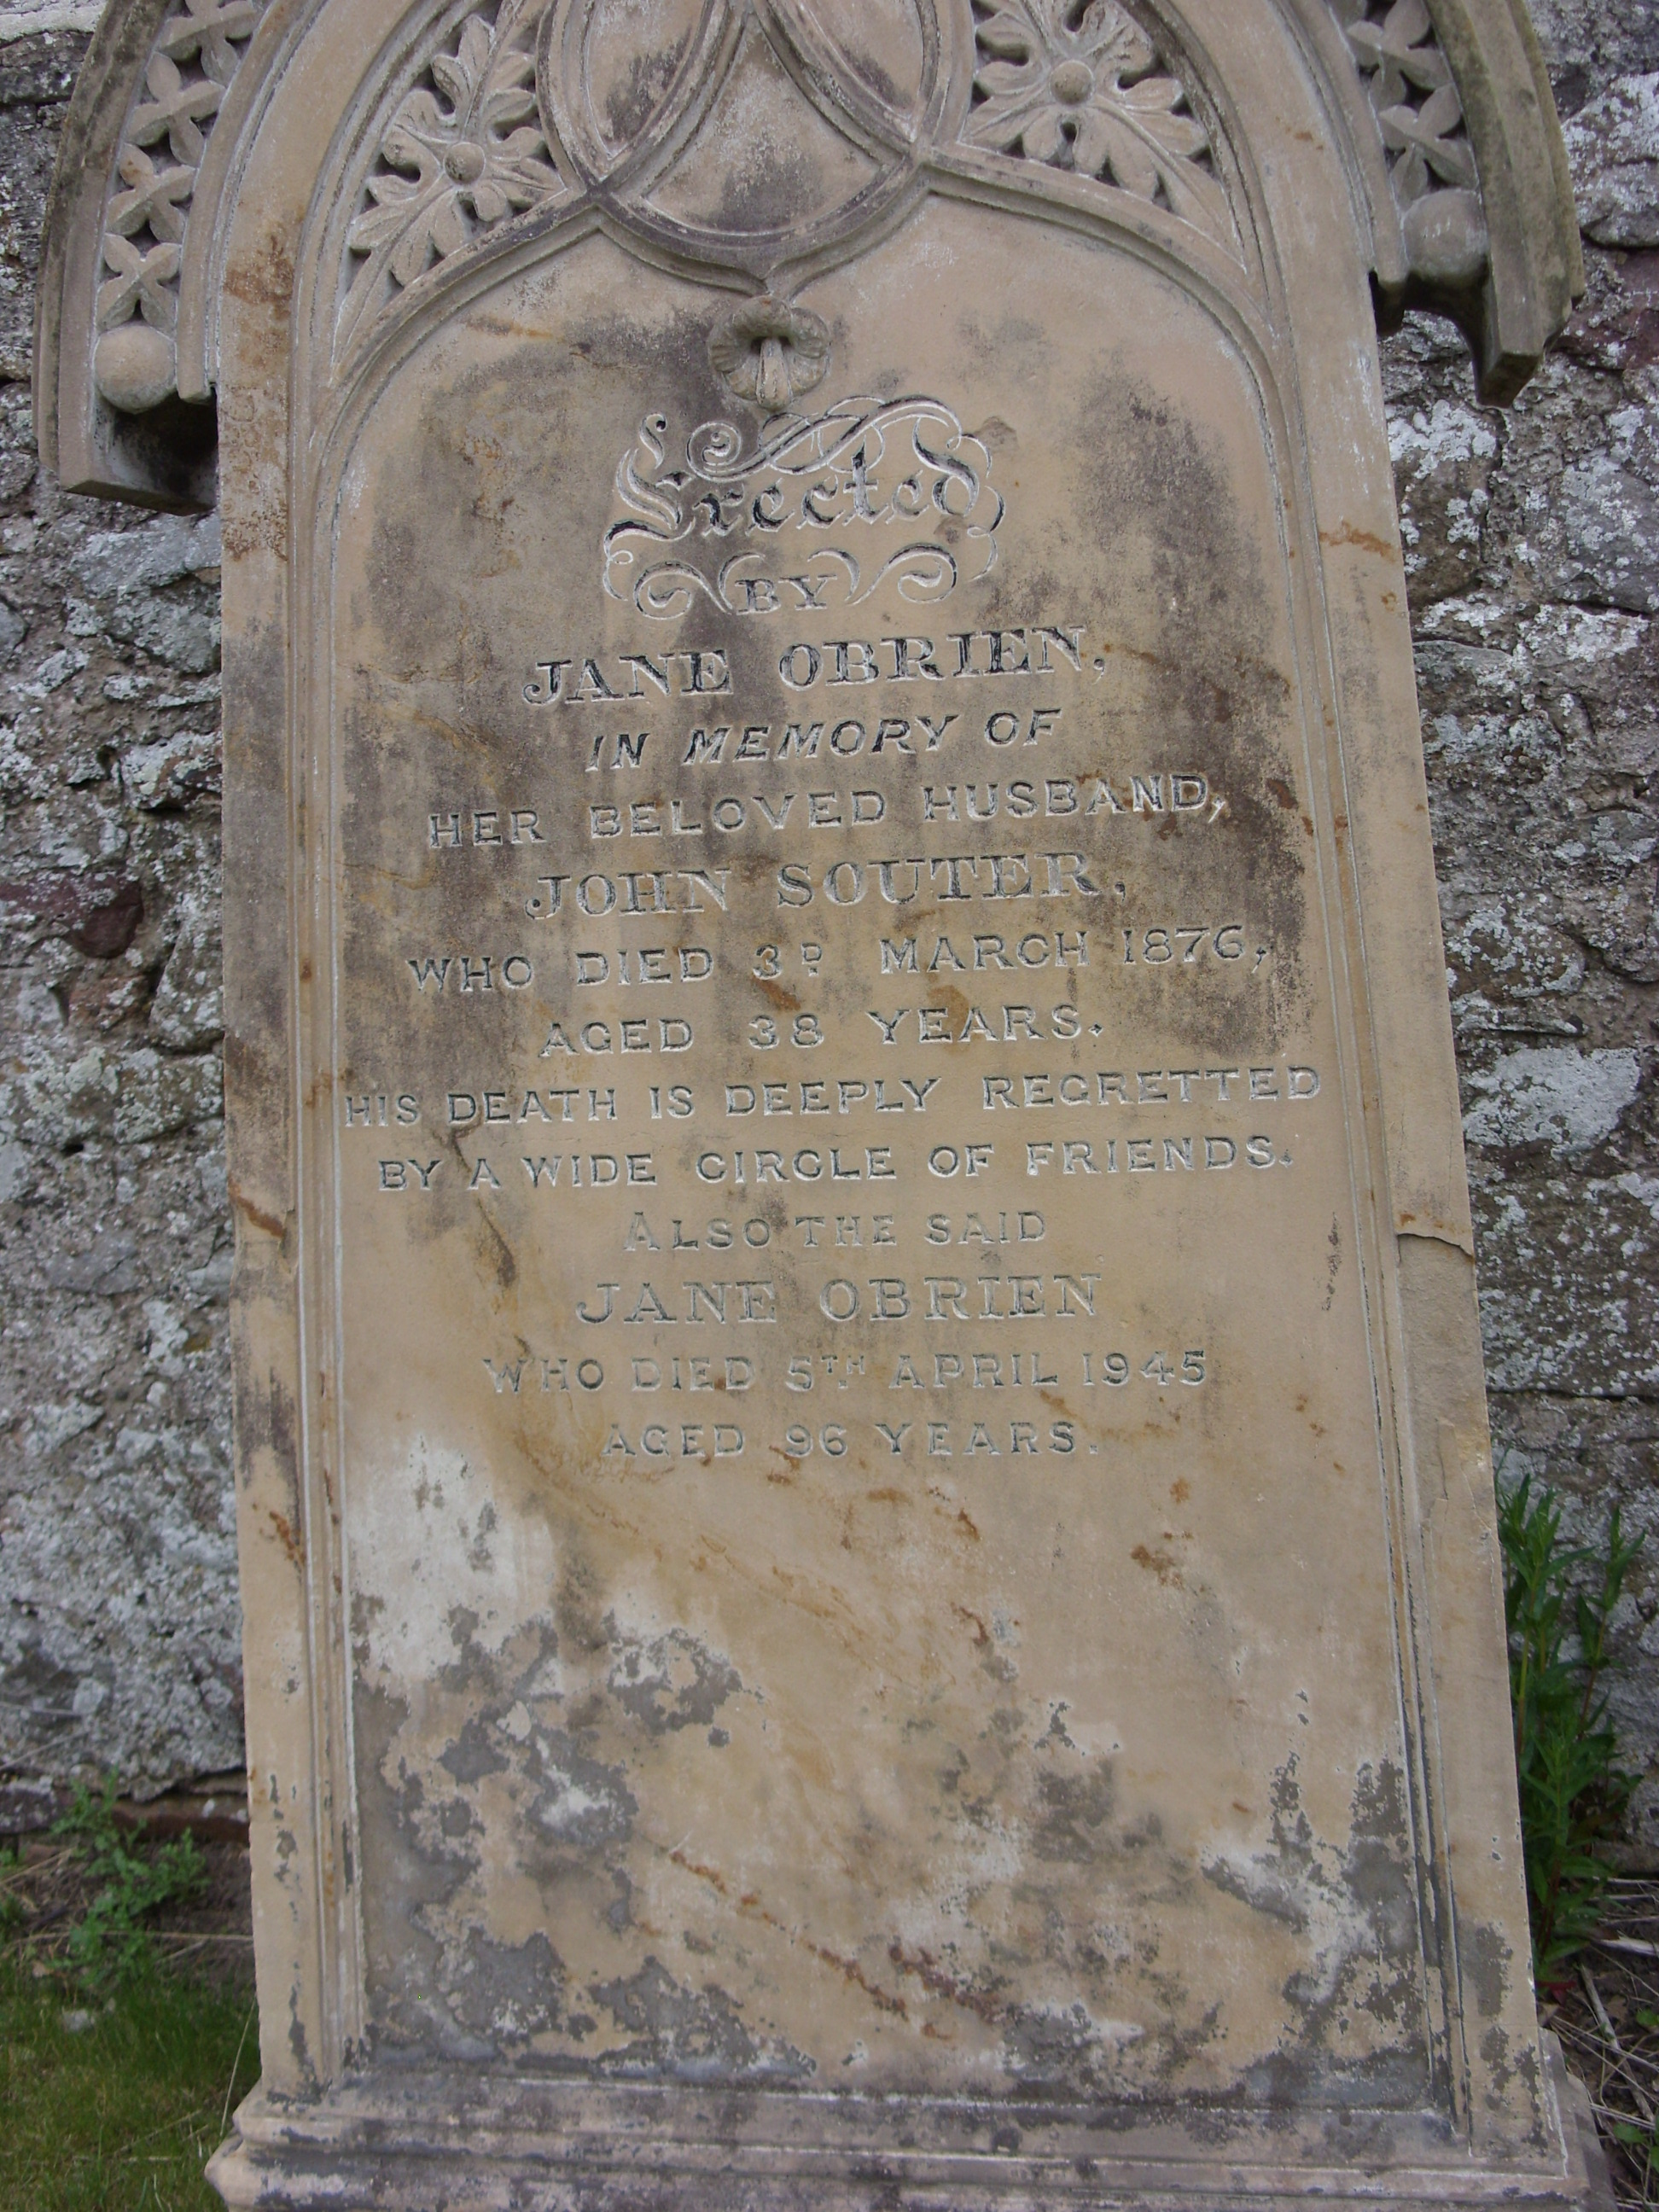 Erected
BY
JANE OBRIEN,
IN MEMORY OF
HER BELOVED HUSBAND,
JOHN SOUTER,
WHO DIED 3D MARCH 1876,
AGED 38 YEARS.
HIS DEATH IS DEEPLY REGRETTED
BY A WIDE CIRCLE OF FRIENDS.
ALSO THE SAID
JANE OBRIEN
WHO DIED 5TH APRIL 1945
AGED 96 YEARS.